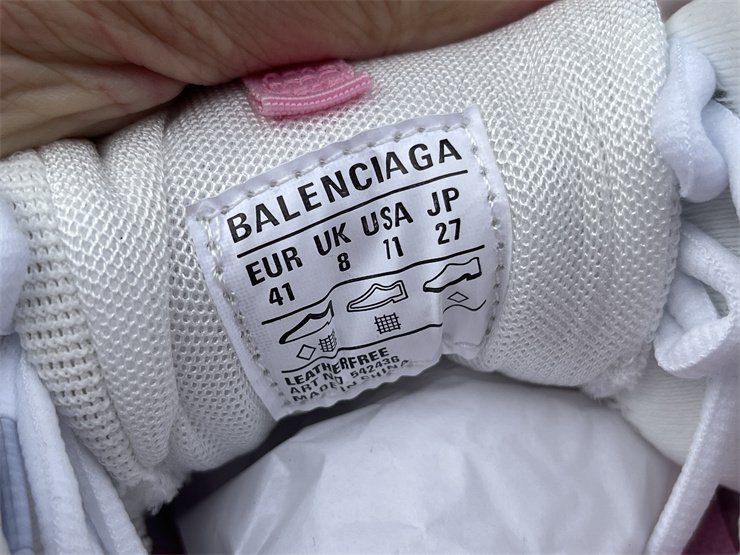 BALENCIAGA
EUR UK USA JP
41 8 11 27
LEATHERFREE
ART NO 542436
MADE IN CHINA